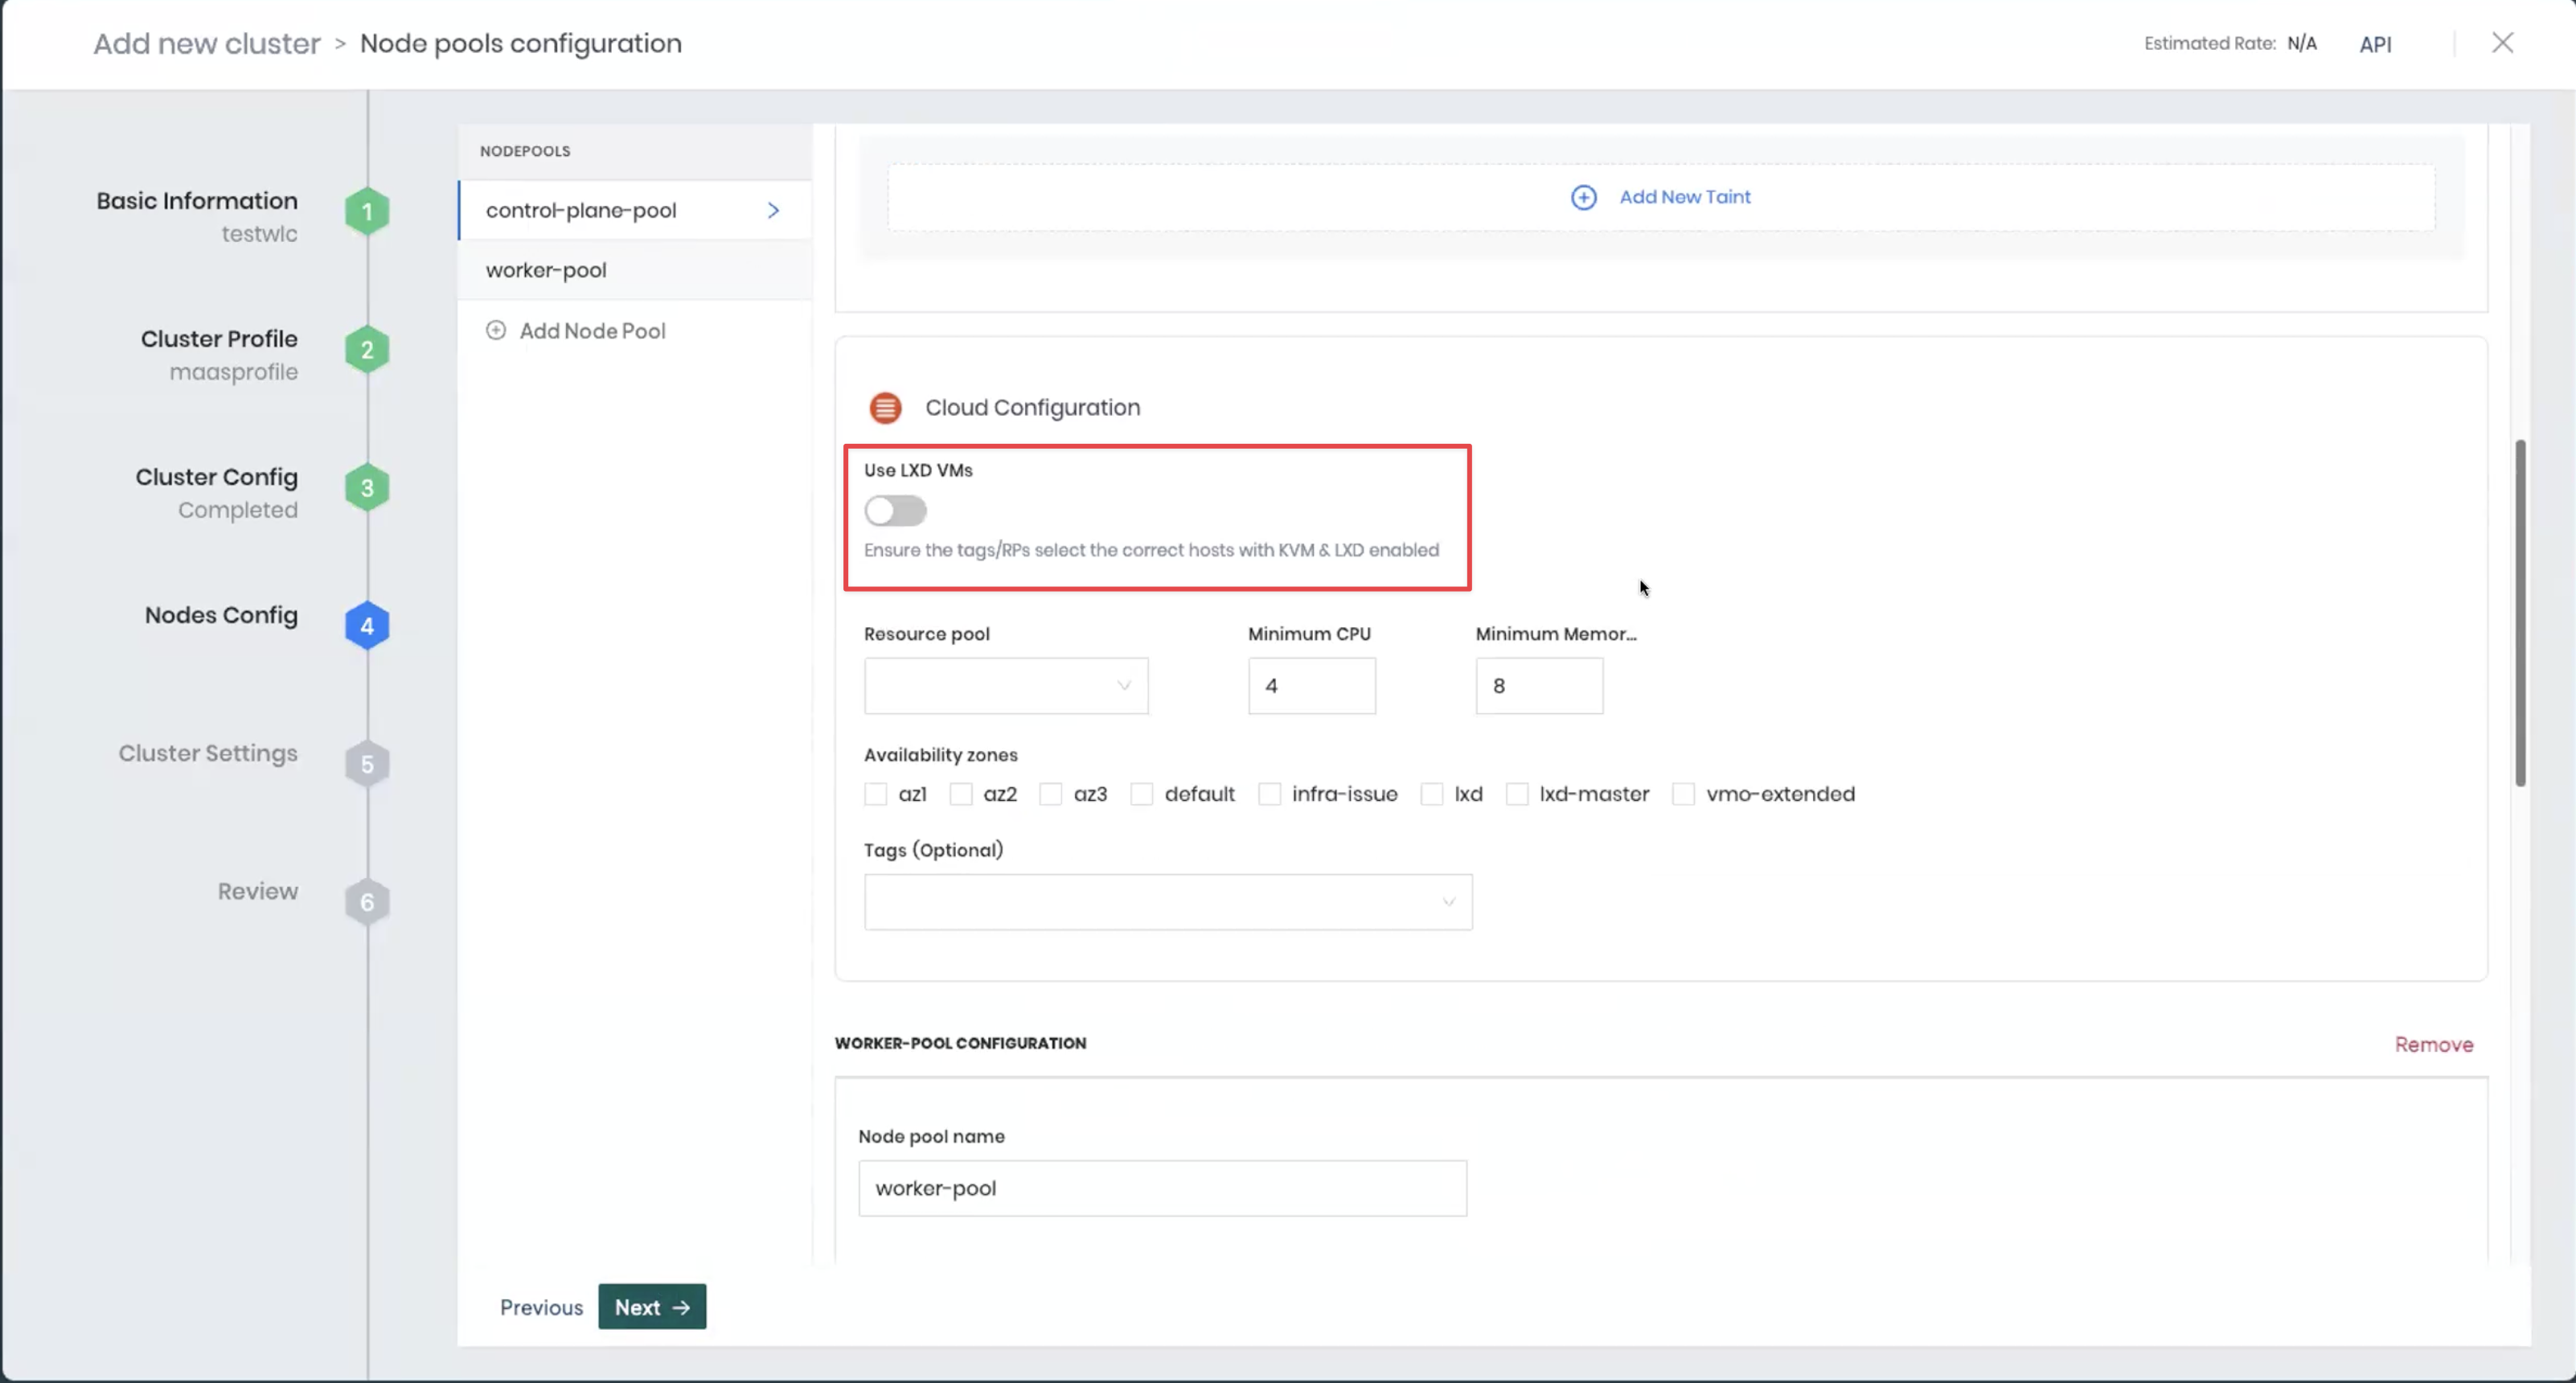 Add new cluster > Node pools configuration
Estimated Rate: N/A
API
Basic Information
testwlc
1
Cluster Profile
maasprofile
2
Cluster Config
Completed
3
Nodes Config
4
Cluster Settings
5
Review
6
NODEPOOLS
control-plane-pool
worker-pool
Add Node Pool
Add New Taint
Cloud Configuration
Use LXD VMs
Ensure the tags/RPs select the correct hosts with KVM & LXD enabled
Resource pool
Minimum CPU
Minimum Memor...
4
8
Availability zones
az1 az2 az3 default infra-issue lxd lxd-master vmo-extended
Tags (Optional)
WORKER-POOL CONFIGURATION
Remove
Node pool name
worker-pool
Previous
Next →